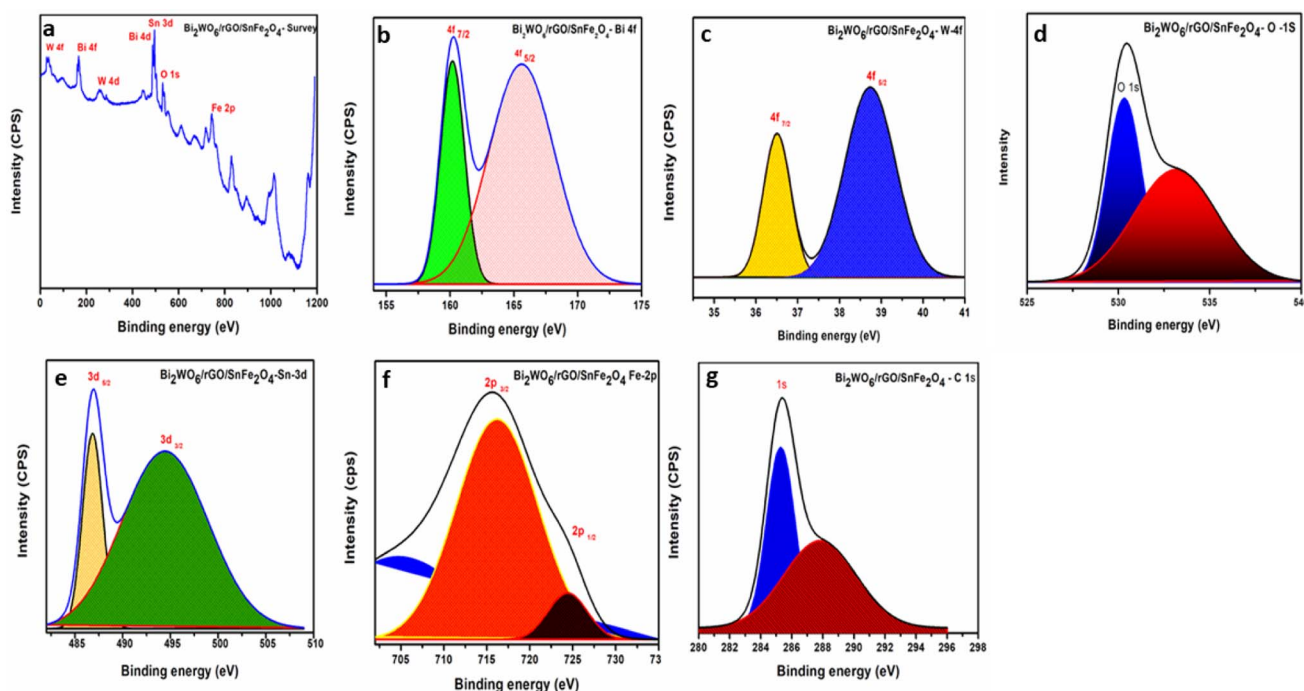 a
Bi2WO6/rGO/SnFe2O4- Survey
Sn 3d
W 4f
Bi 4f
Bi 4d
W 4d
O 1s
Fe 2p
Intensity (CPS)
0 200 400 600 800 1000 1200
Binding energy (eV)
b
Bi2WO6/rGO/SnFe2O4- Bi 4f
4f 7/2
4f 5/2
Intensity (CPS)
155 160 165 170 175
Binding energy (eV)
c
Bi2WO6/rGO/SnFe2O4- W-4f
4f 7/2
4f 5/2
Intensity (CPS)
35 36 37 38 39 40 41
Binding energy (eV)
d
Bi2WO6/rGO/SnFe2O4- O -1S
O 1s
Intensity
525 530 535 54
Binding energy (eV)
e
Bi2WO6/rGO/SnFe2O4-Sn-3d
3d 5/2
3d 3/2
Intensity (CPS)
485 490 495 500 505 510
Binding energy (eV)
f
Bi2WO6/rGO/SnFe2O4 Fe-2p
2p 3/2
2p 1/2
Intensity (cps)
705 710 715 720 725 73
Binding energy (eV)
g
Bi2WO6/rGO/SnFe2O4 - C 1s
1s
Intensity (CPS)
280 282 284 286 288 290 292 294 296 298
Binding energy (eV)